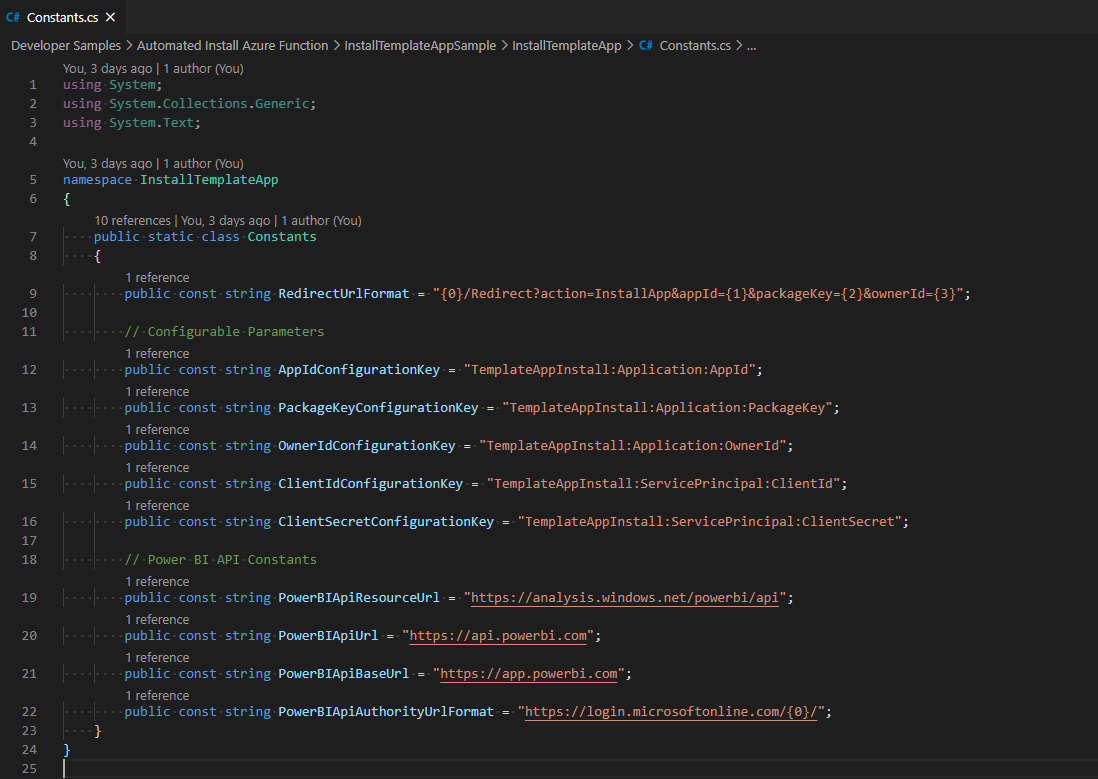 C# Constants.cs ×
Developer Samples > Automated Install Azure Function > InstallTemplateAppSample > InstallTemplateApp > C# Constants.cs > ...
You, 3 days ago | 1 author (You)
1 using System;
2 using System.Collections.Generic;
3 using System.Text;
4
You, 3 days ago | 1 author (You)
5 namespace InstallTemplateApp
6 {
10 references | You, 3 days ago | 1 author (You)
7 public static class Constants
8 {
1 reference
9 public const string RedirectUrlFormat = "{0}/Redirect?action=InstallApp&appId={1}&packageKey={2}&ownerId={3}";
10
11 // Configurable Parameters
1 reference
12 public const string AppIdConfigurationKey = "TemplateAppInstall:Application:AppId";
1 reference
13 public const string PackageKeyConfigurationKey = "TemplateAppInstall:Application:PackageKey";
1 reference
14 public const string OwnerIdConfigurationKey = "TemplateAppInstall:Application:OwnerId";
1 reference
15 public const string ClientIdConfigurationKey = "TemplateAppInstall:ServicePrincipal:ClientId";
1 reference
16 public const string ClientSecretConfigurationKey = "TemplateAppInstall:ServicePrincipal:ClientSecret";
17
18 // Power BI API Constants
1 reference
19 public const string PowerBIApiResourceUrl = "https://analysis.windows.net/powerbi/api";
1 reference
20 public const string PowerBIApiUrl = "https://api.powerbi.com";
1 reference
21 public const string PowerBIApiBaseUrl = "https://app.powerbi.com";
1 reference
22 public const string PowerBIApiAuthorityUrlFormat = "https://login.microsoftonline.com/{0}/";
23 }
24 }
25